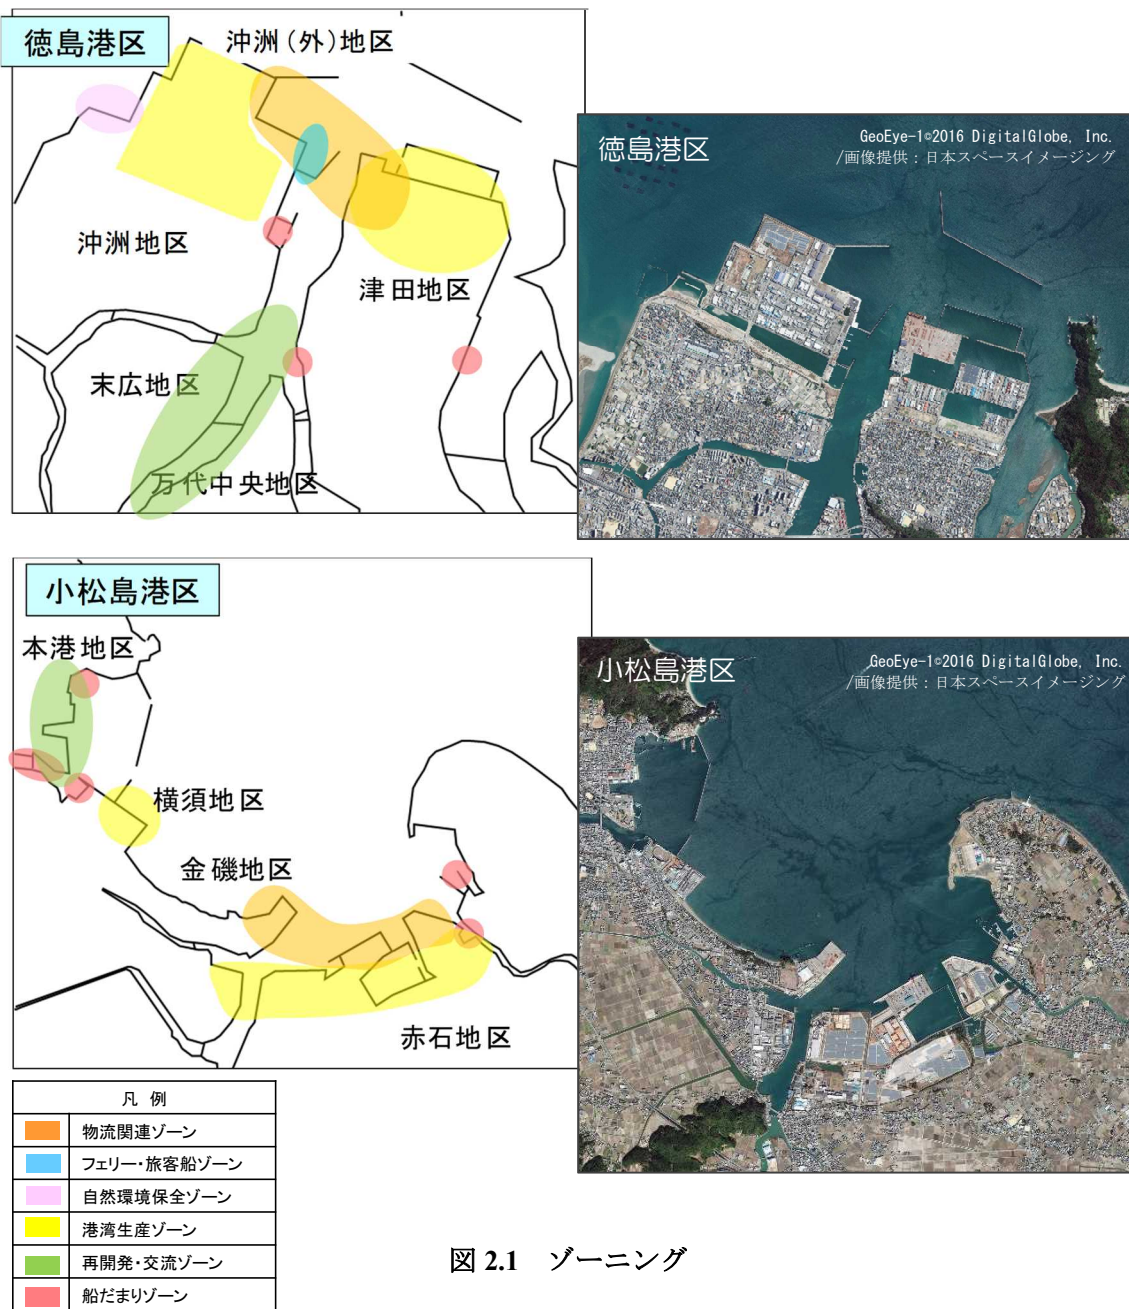 徳島港区
沖洲（外）地区
沖洲地区
津田地区
末広地区
万代中央地区
徳島港区
GeoEye-1©2016 DigitalGlobe, Inc.
/画像提供：日本スペースイメージング
小松島港区
本港地区
横須地区
金磯地区
赤石地区
小松島港区
GeoEye-1©2016 DigitalGlobe, Inc.
/画像提供：日本スペースイメージング
凡 例
物流関連ゾーン
フェリー・旅客船ゾーン
自然環境保全ゾーン
港湾生産ゾーン
再開発・交流ゾーン
船だまりゾーン
図 2.1　ゾーニング